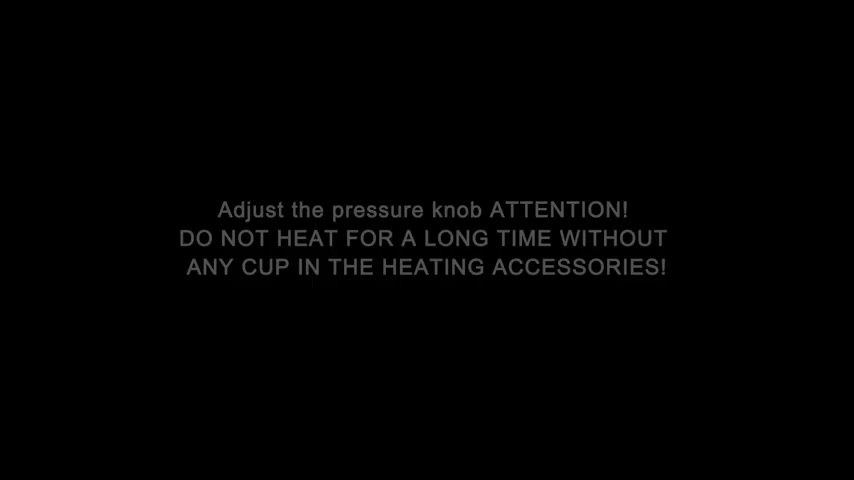 Adjust the pressure knob ATTENTION!
DO NOT HEAT FOR A LONG TIME WITHOUT
ANY CUP IN THE HEATING ACCESSORIES!